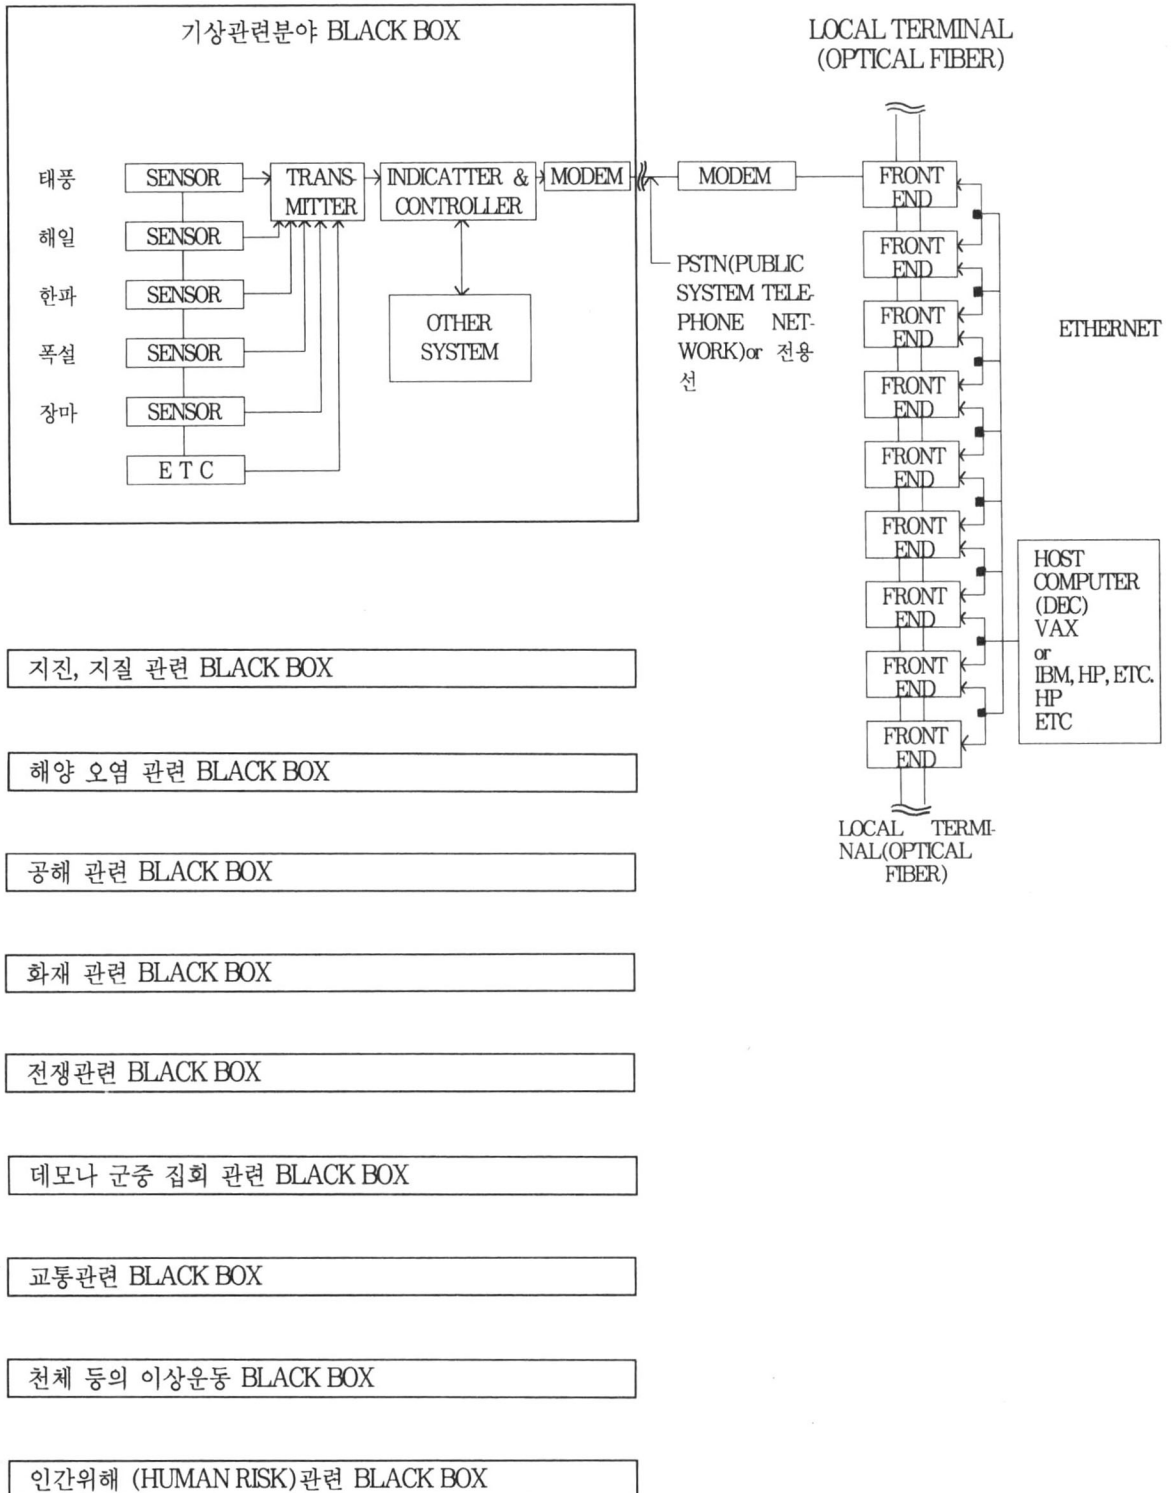 기상관련분야 BLACK BOX
LOCAL TERMINAL
(OPTICAL FIBER)
태풍
SENSOR
TRANS-
MITTER
INDICATTER &
CONTROLLER
MODEM
MODEM
FRONT
END
해일
SENSOR
한파
SENSOR
폭설
SENSOR
장마
SENSOR
E T C
OTHER
SYSTEM
PSTN(PUBLIC
SYSTEM TELE-
PHONE NET-
WORK)or 전용
선
FRONT
END
FRONT
END
FRONT
END
FRONT
END
FRONT
END
FRONT
END
FRONT
END
FRONT
END
ETHERNET
HOST
COMPUTER
(DEC)
VAX
or
IBM, HP, ETC.
HP
ETC
LOCAL TERMI-
NAL(OPTICAL
FIBER)
지진, 지질 관련 BLACK BOX
해양 오염 관련 BLACK BOX
공해 관련 BLACK BOX
화재 관련 BLACK BOX
전쟁관련 BLACK BOX
데모나 군중 집회 관련 BLACK BOX
교통관련 BLACK BOX
천체 등의 이상운동 BLACK BOX
인간위해 (HUMAN RISK)관련 BLACK BOX